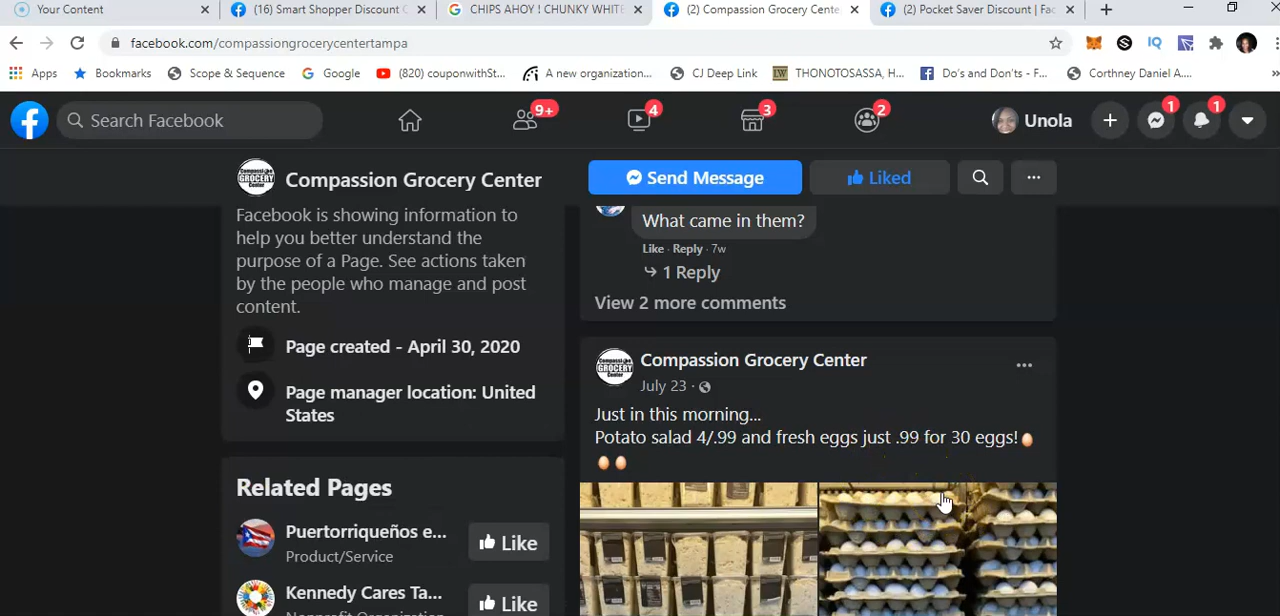 Your Content
(16) Smart Shopper Discount
CHIPS AHOY ! CHUNKY WHITE
(2) Compassion Grocery Cente
(2) Pocket Saver Discount | Fac
facebook.com/compassiongrocerycentertampa
Apps
Bookmarks
Scope & Sequence
Google
(820) couponwithSt...
A new organization...
CJ Deep Link
THONOTOSASSA, H...
Do's and Don'ts - F...
Corthney Daniel A....
Search Facebook
9+
4
3
2
Unola
1
1
Compassion Grocery Center
Send Message
Liked
Facebook is showing information to
help you better understand the
purpose of a Page. See actions taken
by the people who manage and post
content.
Page created - April 30, 2020
Page manager location: United
States
Related Pages
Puertorriqueños e...
Product/Service
Like
Kennedy Cares Ta...
Nonprofit Organization
Like
What came in them?
Like · Reply · 7w
1 Reply
View 2 more comments
Compassion Grocery Center
July 23 ·
Just in this morning...
Potato salad 4/.99 and fresh eggs just .99 for 30 eggs!